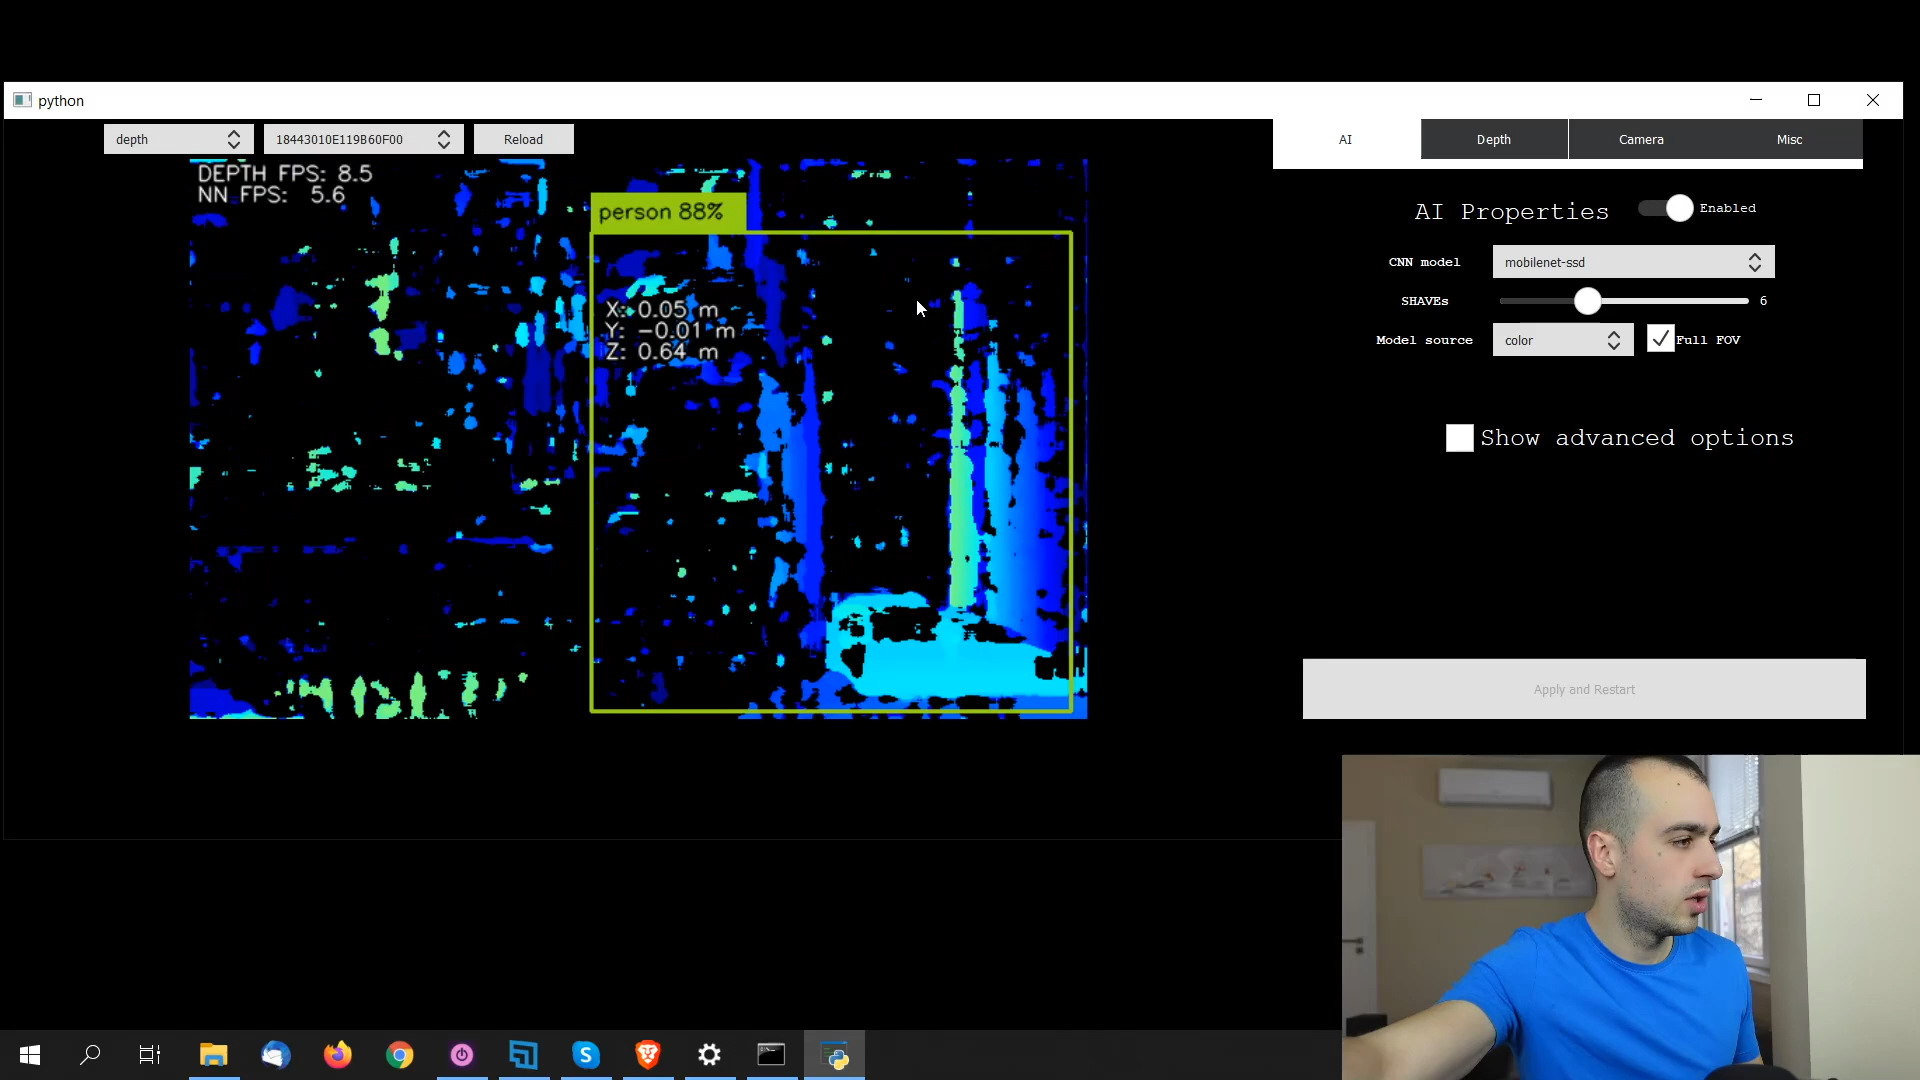 python
depth
18443010E119B60F00
Reload
AI
Depth
Camera
Misc
DEPTH FPS: 8.5
NN FPS: 5.6
person 88%
X: 0.05 m
Y: -0.01 m
Z: 0.64 m
AI Properties
Enabled
CNN model
mobilenet-ssd
SHAVEs
6
Model source
color
Full FOV
Show advanced options
Apply and Restart